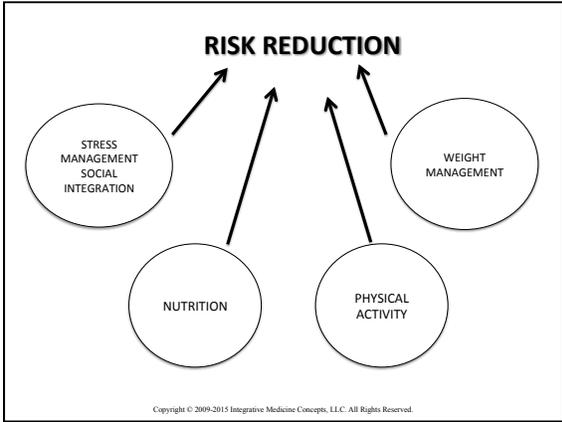 RISK REDUCTION
STRESS
MANAGEMENT
SOCIAL
INTEGRATION
WEIGHT
MANAGEMENT
NUTRITION
PHYSICAL
ACTIVITY
Copyright © 2009-2015 Integrative Medicine Concepts, LLC. All Rights Reserved.